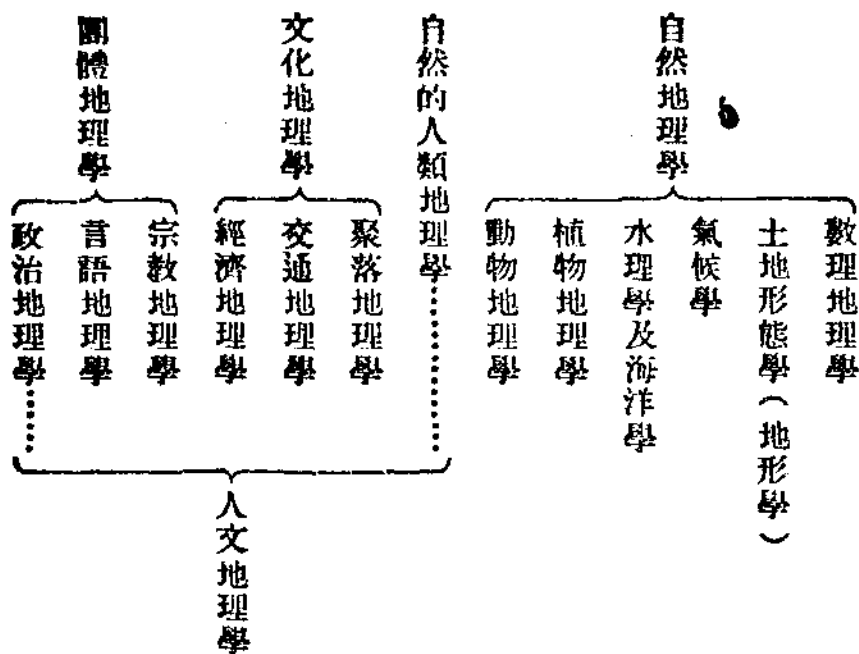 自然地理學
數理地理學
土地形態學（地形學）
氣候學
水理學及海洋學
植物地理學
動物地理學
自然的人類地理學
文化地理學
聚落地理學
交通地理學
經濟地理學
團體地理學
宗教地理學
言語地理學
政治地理學
人文地理學